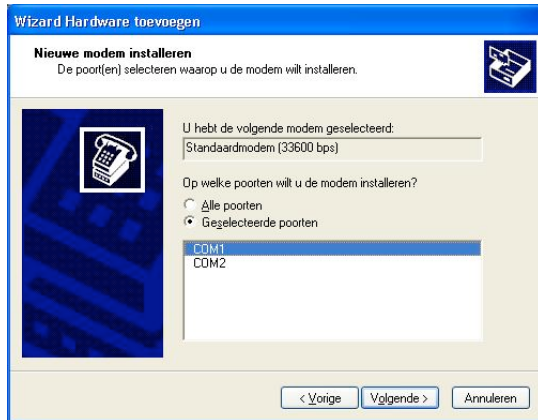 Wizard Hardware toevoegen
Nieuwe modem installeren
De poort(en) selecteren waarop u de modem wilt installeren.
U hebt de volgende modem geselecteerd:
Standaardmodem (33600 bps)
Op welke poorten wilt u de modem installeren?
Alle poorten
Geselecteerde poorten
COM1
COM2
< Vorige Volgende > Annuleren